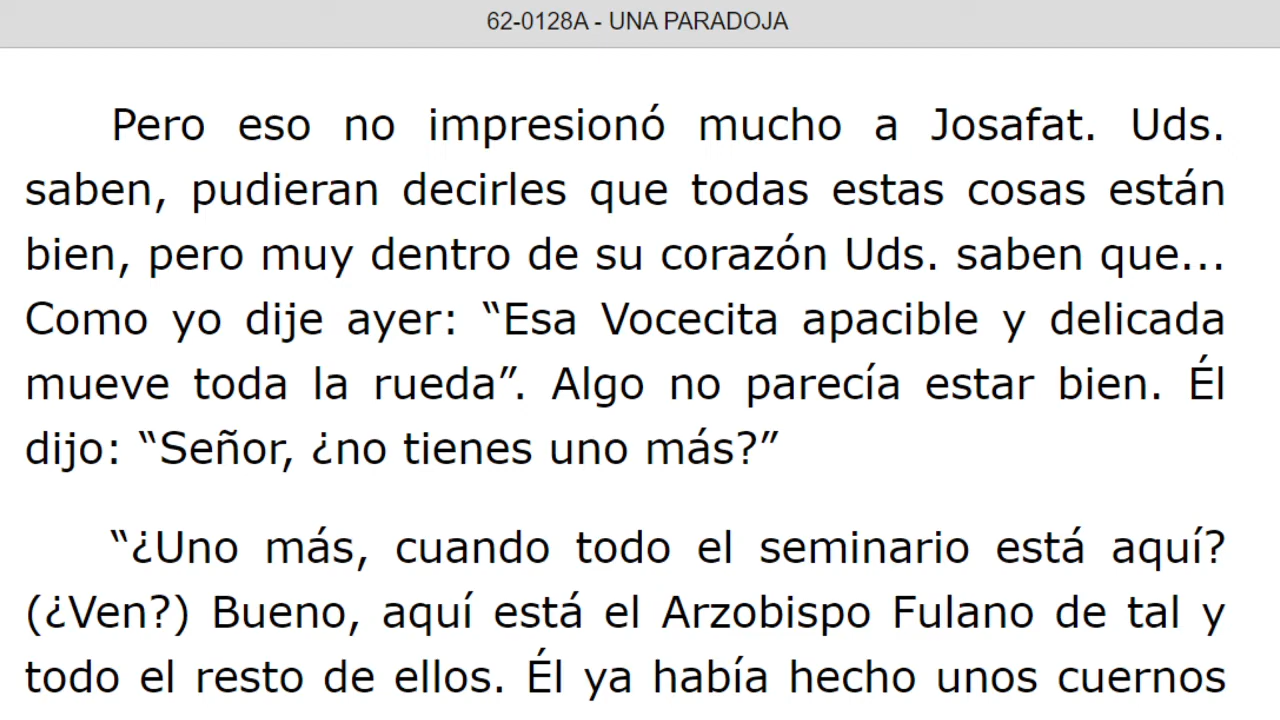 62-0128A - UNA PARADOJA
Pero eso no impresionó mucho a Josafat. Uds.
saben, pudieran decirles que todas estas cosas están
bien, pero muy dentro de su corazón Uds. saben que…
Como yo dije ayer: “Esa Vocecita apacible y delicada
mueve toda la rueda”. Algo no parecía estar bien. Él
dijo: “Señor, ¿no tienes uno más?”
“¿Uno más, cuando todo el seminario está aquí?
(¿Ven?) Bueno, aquí está el Arzobispo Fulano de tal y
todo el resto de ellos. Él ya había hecho unos cuernos